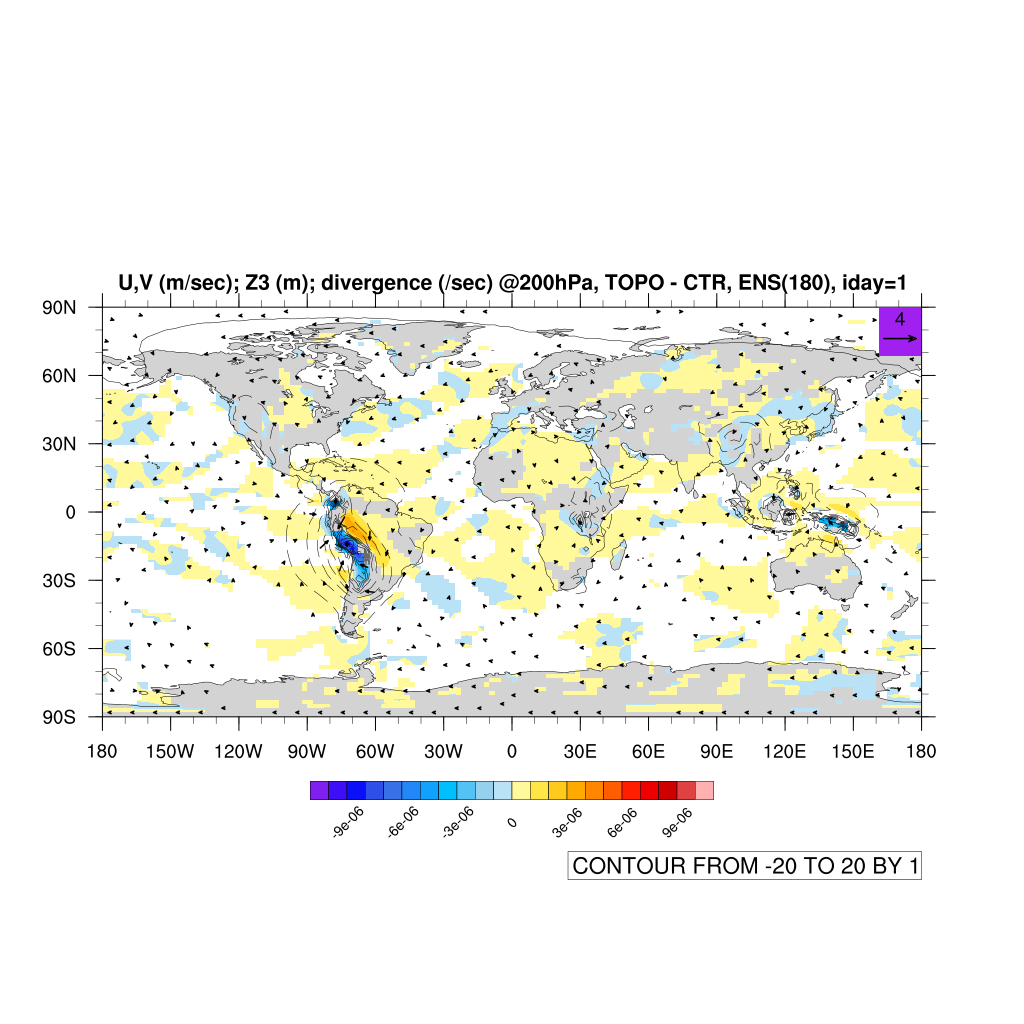 U,V (m/sec); Z3 (m); divergence (/sec) @200hPa, TOPO - CTR, ENS(180), iday=1
4
90N
60N
30N
0
30S
60S
90S
180 150W 120W 90W 60W 30W 0 30E 60E 90E 120E 150E 180
-9e-06 -6e-06 -3e-06 0 3e-06 6e-06 9e-06
CONTOUR FROM -20 TO 20 BY 1